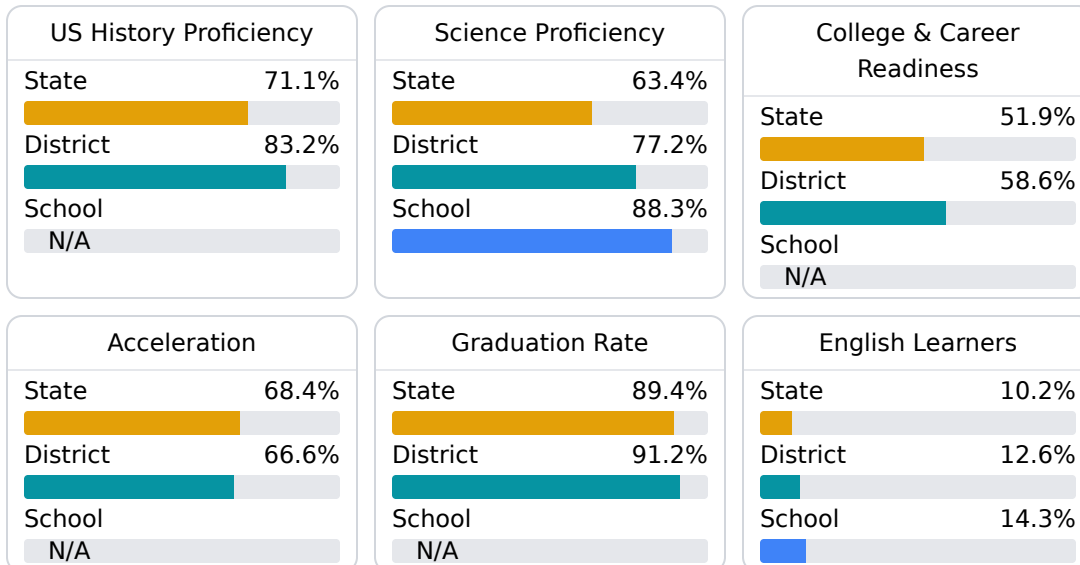 US History Proficiency
State 71.1%
District 83.2%
School
N/A
Science Proficiency
State 63.4%
District 77.2%
School 88.3%
College & Career
Readiness
State 51.9%
District 58.6%
School
N/A
Acceleration
State 68.4%
District 66.6%
School
N/A
Graduation Rate
State 89.4%
District 91.2%
School
N/A
English Learners
State 10.2%
District 12.6%
School 14.3%